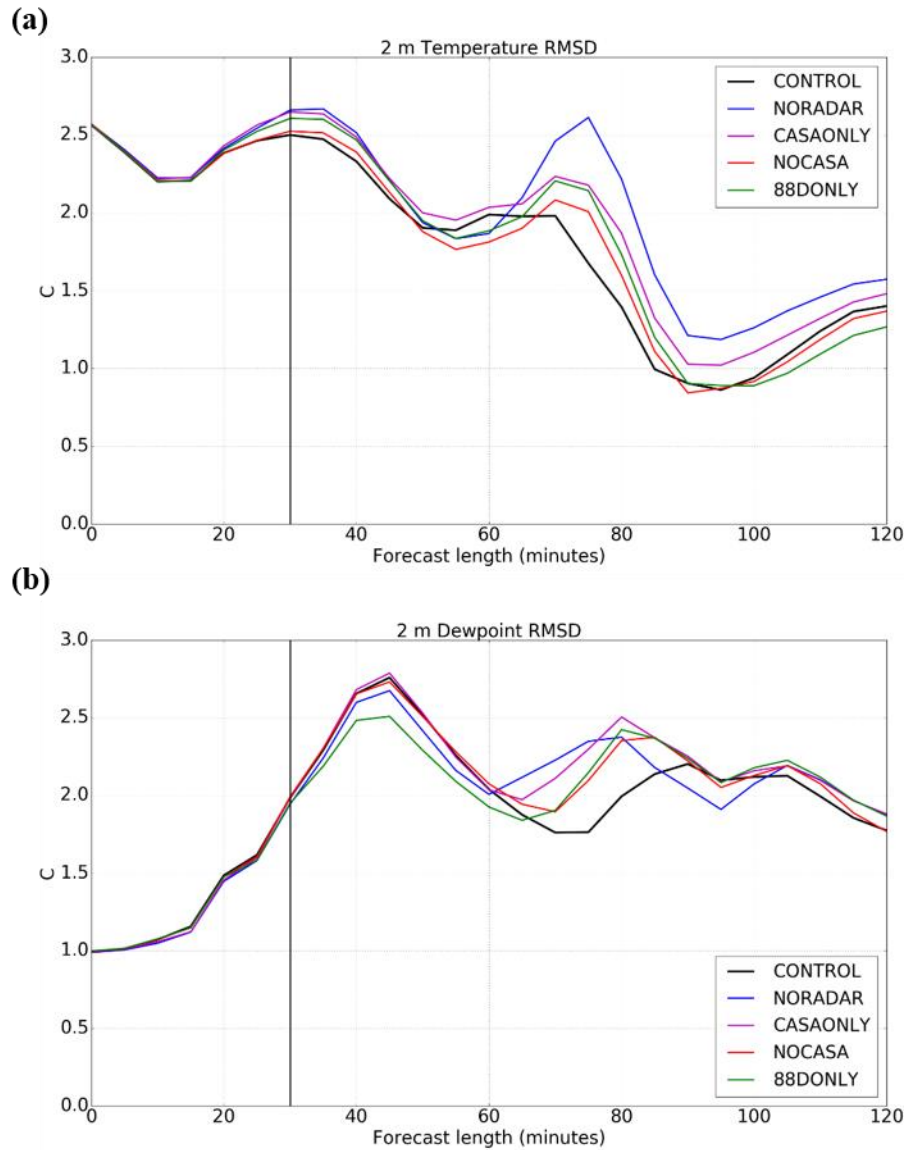 (a)
2 m Temperature RMSD
3.0
2.5
2.0
1.5
1.0
0.5
0.0
C
CONTROL
NORADAR
CASAONLY
NOCASA
88DONLY
0 20 40 60 80 100 120
Forecast length (minutes)
(b)
2 m Dewpoint RMSD
3.0
2.5
2.0
1.5
1.0
0.5
0.0
C
CONTROL
NORADAR
CASAONLY
NOCASA
88DONLY
0 20 40 60 80 100 120
Forecast length (minutes)